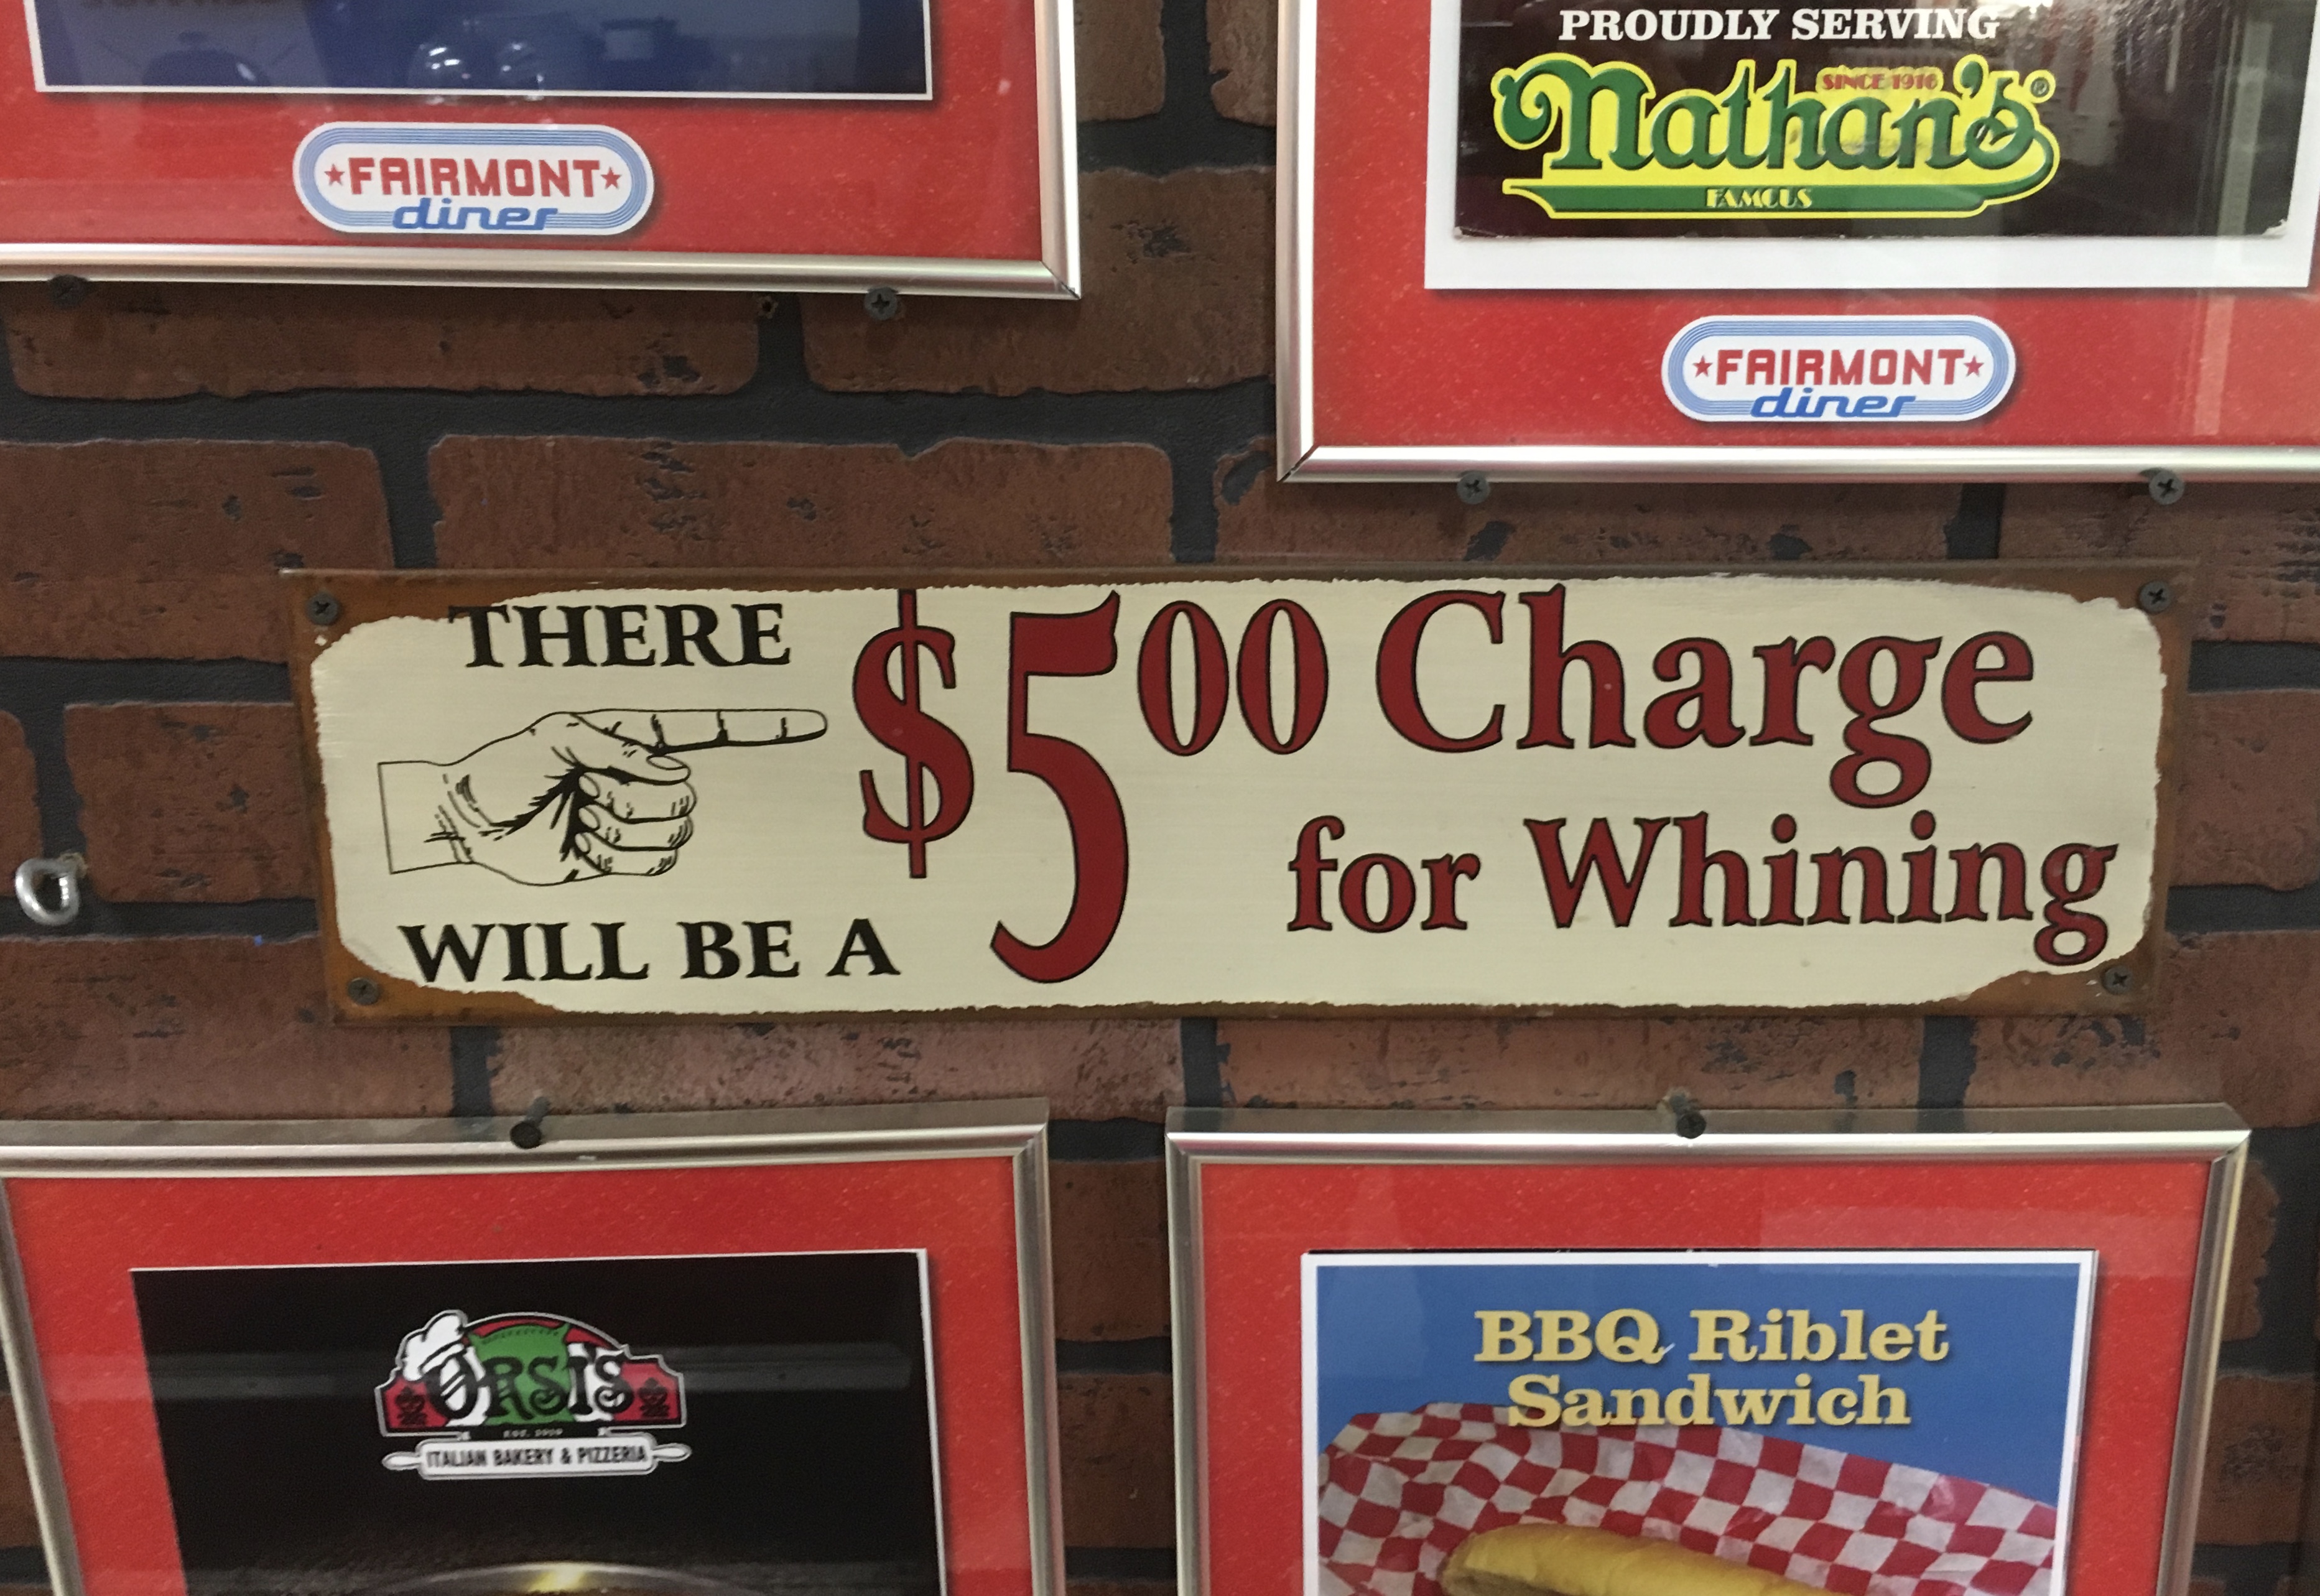 FAIRMONT
diner
PROUDLY SERVING
SINCE 1916
Nathan's®
FAMOUS
FAIRMONT
diner
THERE
WILL BE A
$500 Charge
for Whining
ORSI'S
ITALIAN BAKERY & PIZZERIA
BBQ Riblet
Sandwich